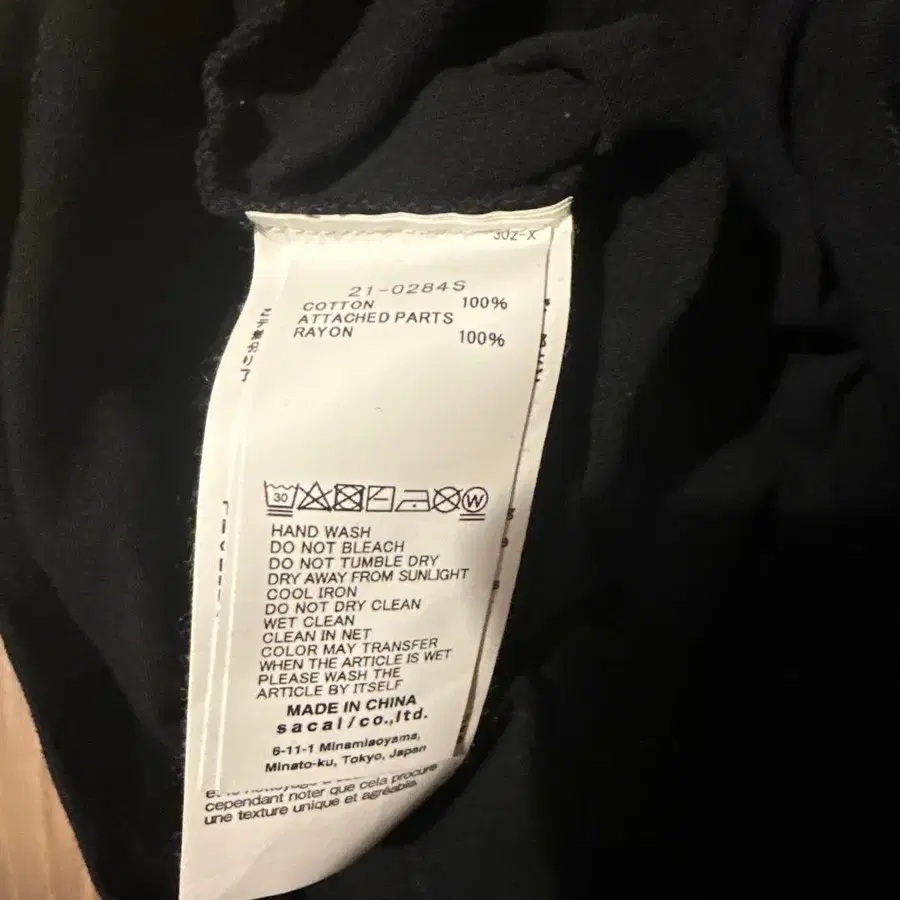 302-X
21-0284S
COTTON 100%
ATTACHED PARTS
RAYON 100%
30
W
HAND WASH
DO NOT BLEACH
DO NOT TUMBLE DRY
DRY AWAY FROM SUNLIGHT
COOL IRON
DO NOT DRY CLEAN
WET CLEAN
CLEAN IN NET
COLOR MAY TRANSFER
WHEN THE ARTICLE IS WET
PLEASE WASH THE
ARTICLE BY ITSELF
MADE IN CHINA
sacai/co.,ltd.
6-11-1 Minamiaoyama,
Minato-ku, Tokyo, Japan
cependant noter que cela procure
une texture unique et agréable.